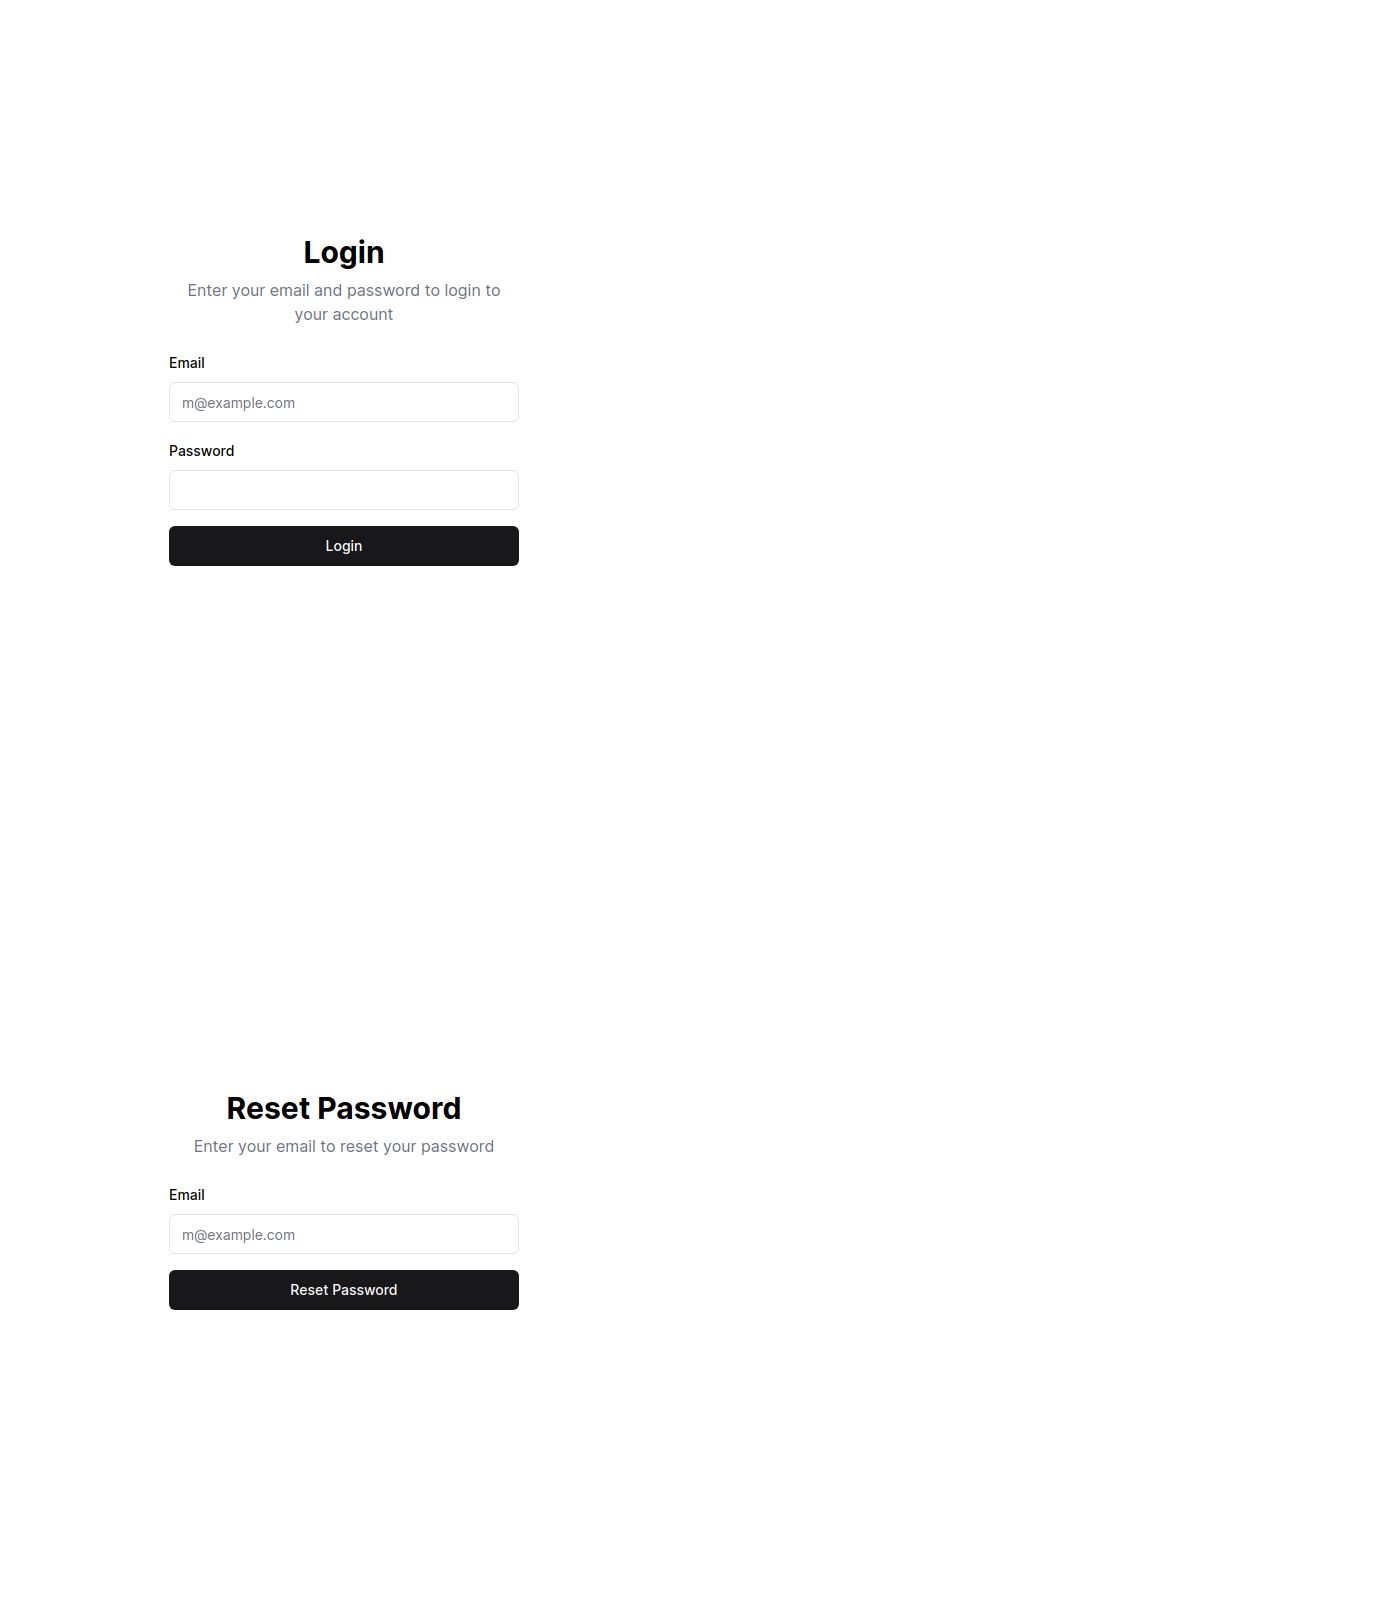 Login
Enter your email and password to login to
your account
Email
m@example.com
Password
Login
Reset Password
Enter your email to reset your password
Email
m@example.com
Reset Password